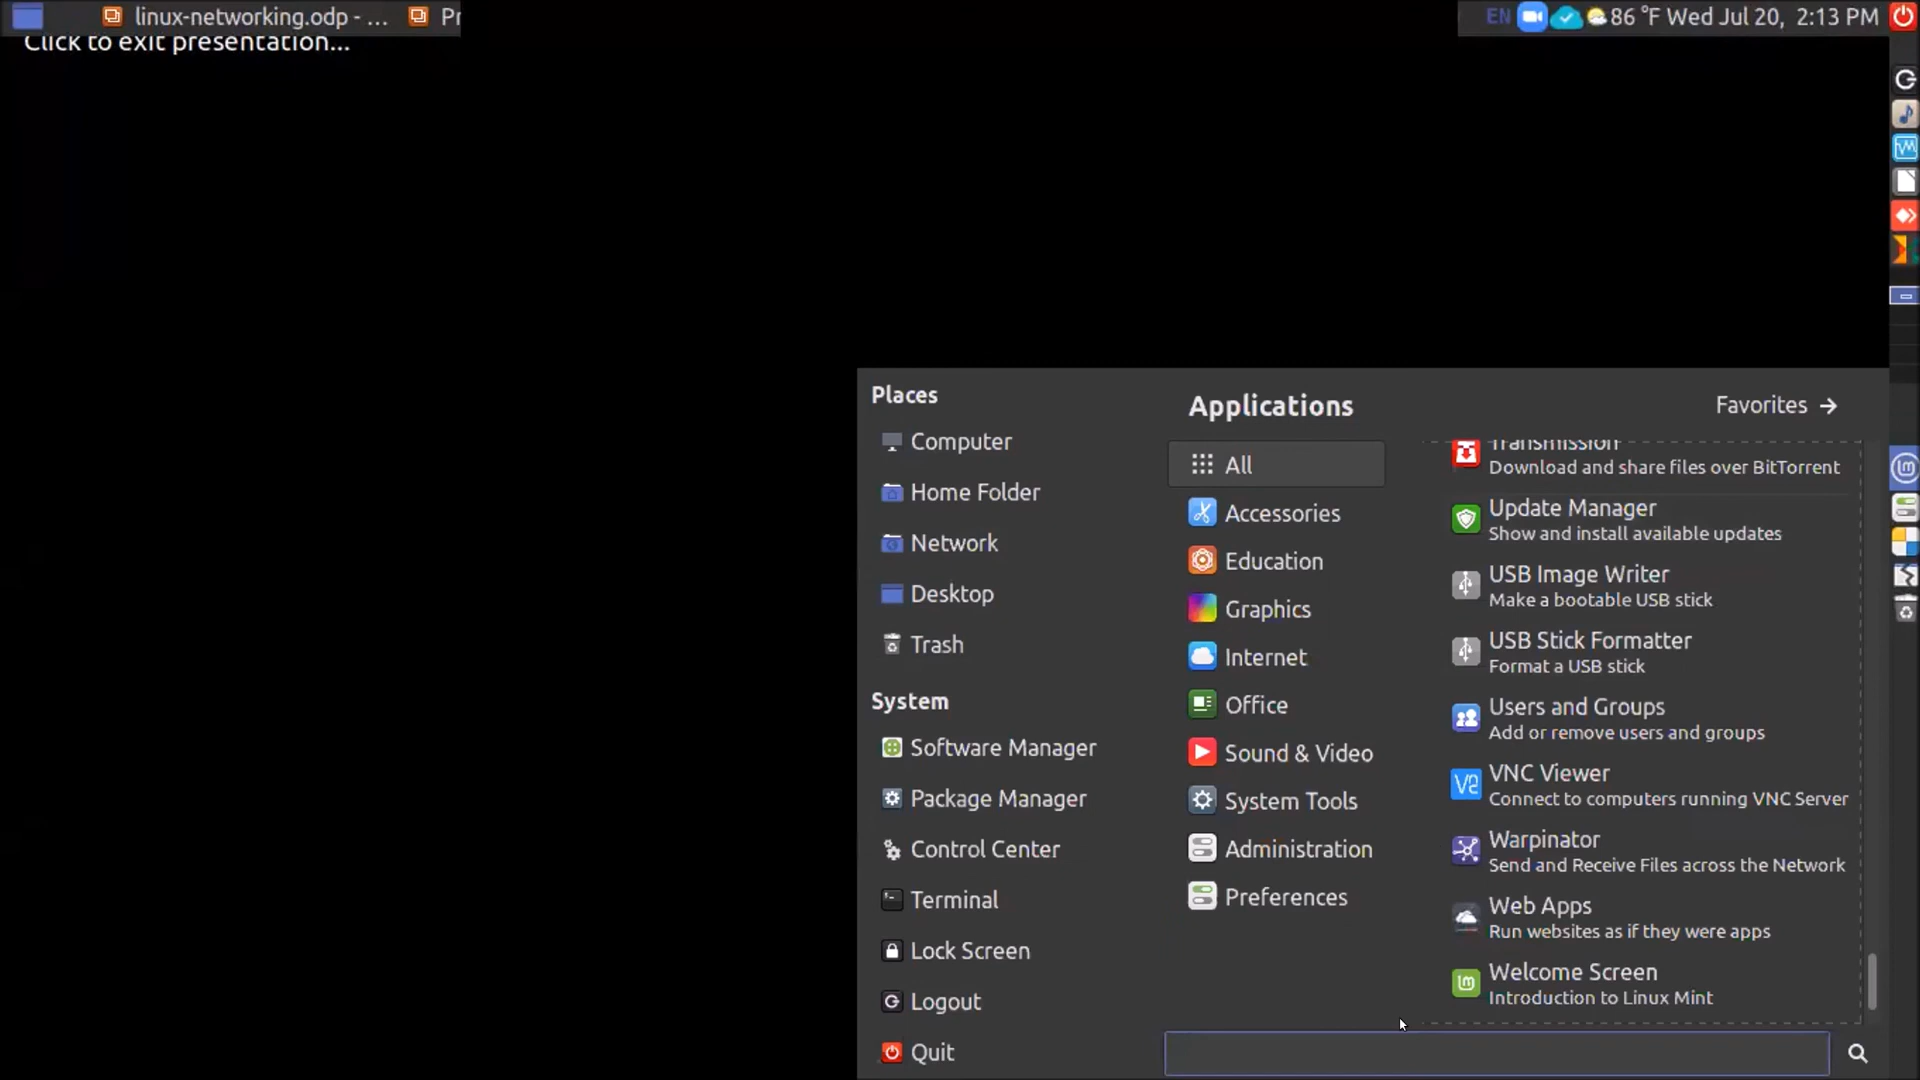 linux-networking.odp - ...
Pr
EN
86 °F Wed Jul 20, 2:13 PM
Click to exit presentation...
Places
Computer
Home Folder
Network
Desktop
Trash
System
Software Manager
Package Manager
Control Center
Terminal
Lock Screen
Logout
Quit
Applications
Favorites
All
Accessories
Education
Graphics
Internet
Office
Sound & Video
System Tools
Administration
Preferences
Transmission
Download and share files over BitTorrent
Update Manager
Show and install available updates
USB Image Writer
Make a bootable USB stick
USB Stick Formatter
Format a USB stick
Users and Groups
Add or remove users and groups
VNC Viewer
Connect to computers running VNC Server
Warpinator
Send and Receive Files across the Network
Web Apps
Run websites as if they were apps
Welcome Screen
Introduction to Linux Mint